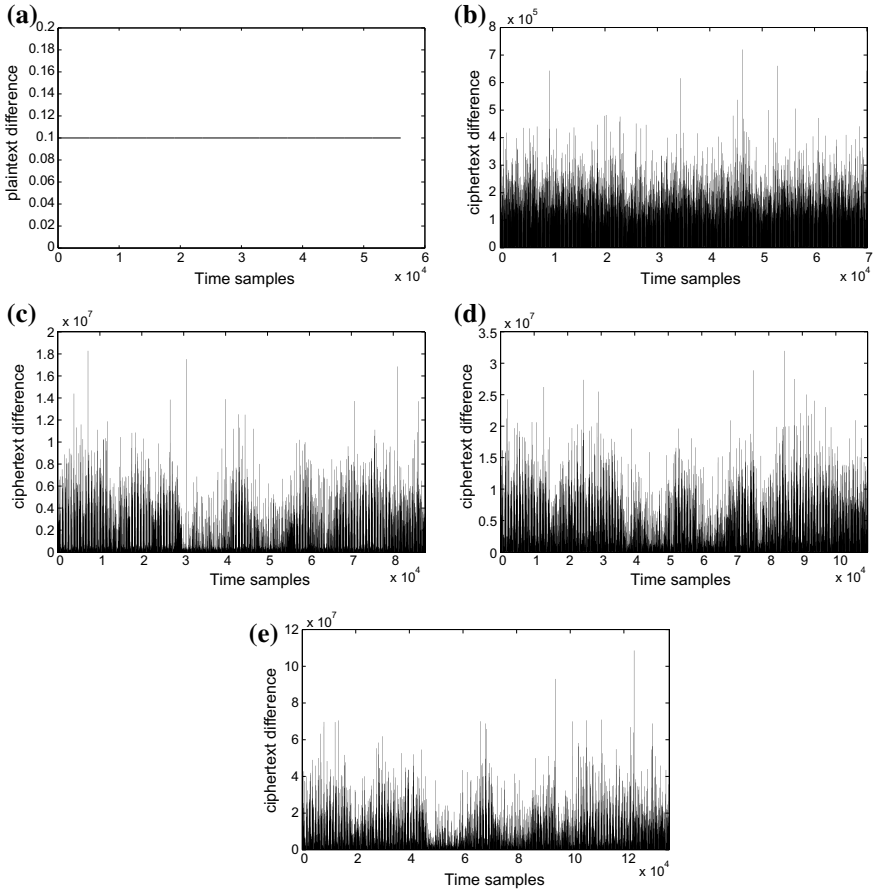 (a)
0.2
0.18
0.16
0.14
0.12
0.1
0.08
0.06
0.04
0.02
0
plaintext difference
0 1 2 3 4 5 6
x 10^4
Time samples
(b)
x 10^5
8
7
6
5
4
3
2
1
0
ciphertext difference
0 1 2 3 4 5 6 70
x 10^4
Time samples
(c)
x 10^7
2
1.8
1.6
1.4
1.2
1
0.8
0.6
0.4
0.2
0
ciphertext difference
0 1 2 3 4 5 6 7 8
x 10^4
Time samples
(d)
x 10^7
3.5
3
2.5
2
1.5
1
0.5
0
ciphertext difference
0 1 2 3 4 5 6 7 8 9 10
x 10^4
Time samples
(e)
x 10^7
12
10
8
6
4
2
0
ciphertext difference
0 2 4 6 8 10 12
x 10^4
Time samples